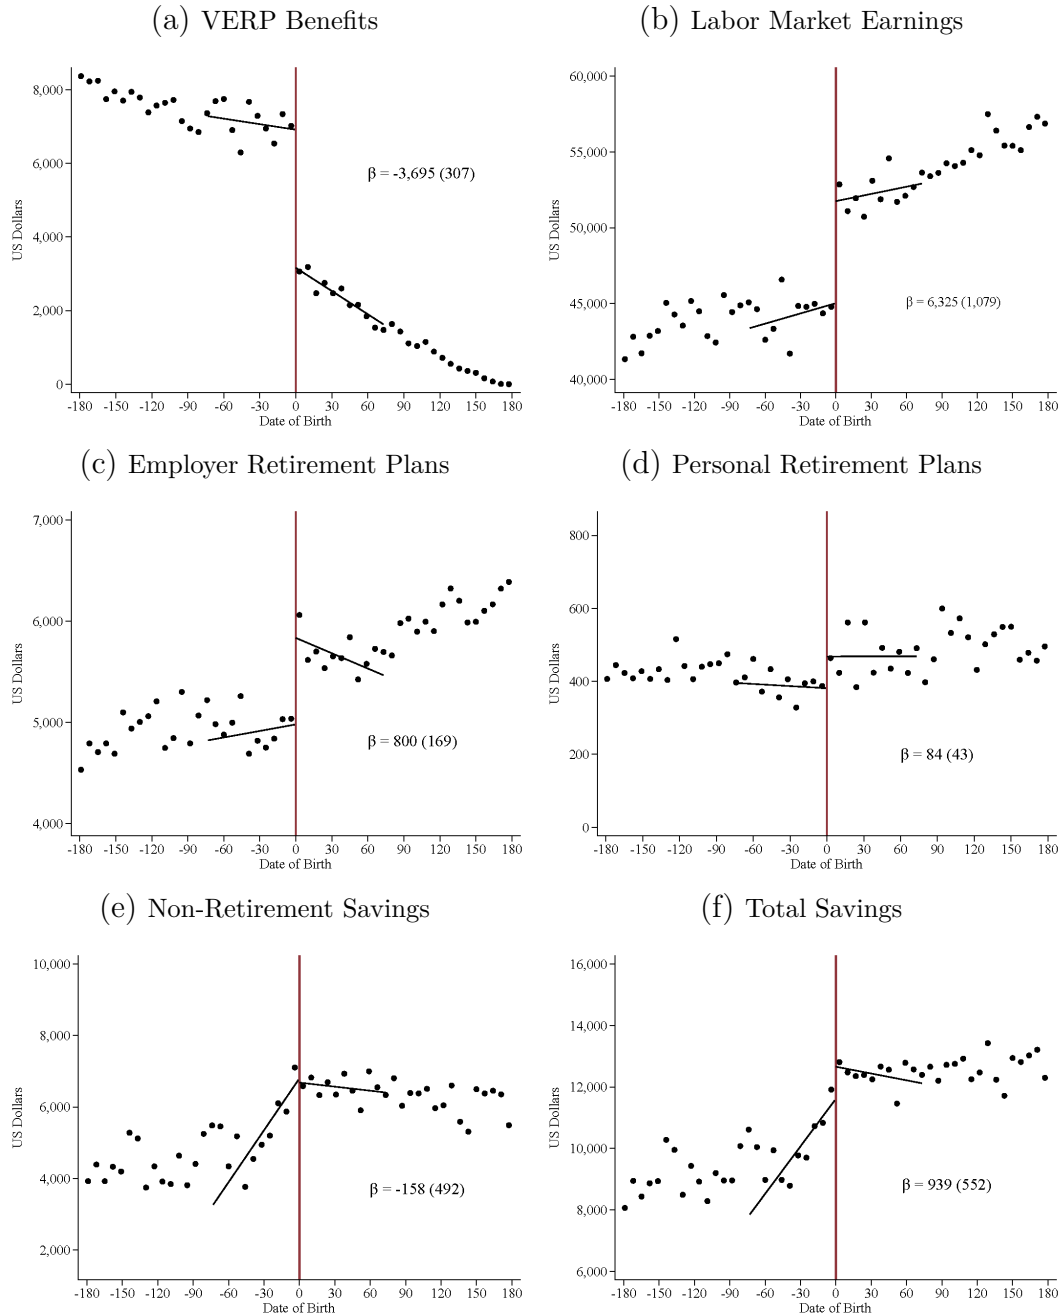 (a) VERP Benefits
8,000
6,000
4,000
2,000
0
US Dollars
β = -3,695 (307)
-180 -150 -120 -90 -60 -30 0 30 60 90 120 150 180
Date of Birth
(b) Labor Market Earnings
60,000
55,000
50,000
45,000
40,000
US Dollars
β = 6,325 (1,079)
-180 -150 -120 -90 -60 -30 0 30 60 90 120 150 180
Date of Birth
(c) Employer Retirement Plans
7,000
6,000
5,000
4,000
US Dollars
β = 800 (169)
-180 -150 -120 -90 -60 -30 0 30 60 90 120 150 180
Date of Birth
(d) Personal Retirement Plans
800
600
400
200
0
US Dollars
β = 84 (43)
-180 -150 -120 -90 -60 -30 0 30 60 90 120 150 180
Date of Birth
(e) Non-Retirement Savings
10,000
8,000
6,000
4,000
2,000
US Dollars
β = -158 (492)
-180 -150 -120 -90 -60 -30 0 30 60 90 120 150 180
Date of Birth
(f) Total Savings
16,000
14,000
12,000
10,000
8,000
6,000
US Dollars
β = 939 (552)
-180 -150 -120 -90 -60 -30 0 30 60 90 120 150 180
Date of Birth